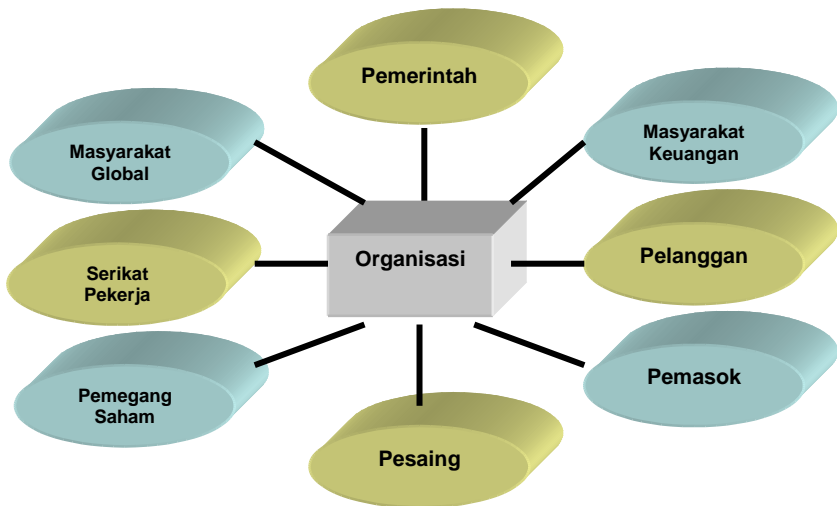 Pemerintah
Masyarakat
Global
Masyarakat
Keuangan
Organisasi
Serikat
Pekerja
Pelanggan
Pemegang
Saham
Pemasok
Pesaing